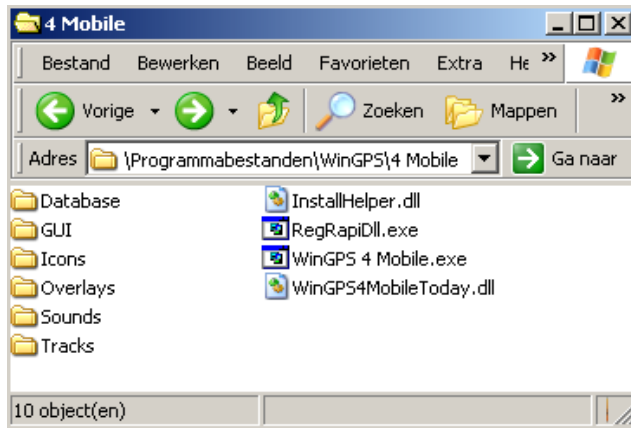 4 Mobile
Bestand Bewerken Beeld Favorieten Extra He »
Vorige Zoeken Mappen »
Adres \Programmabestanden\WinGPS\4 Mobile Ga naar
Database InstallHelper.dll
GUI RegRapiDll.exe
Icons WinGPS 4 Mobile.exe
Overlays WinGPS4MobileToday.dll
Sounds
Tracks
10 object(en)